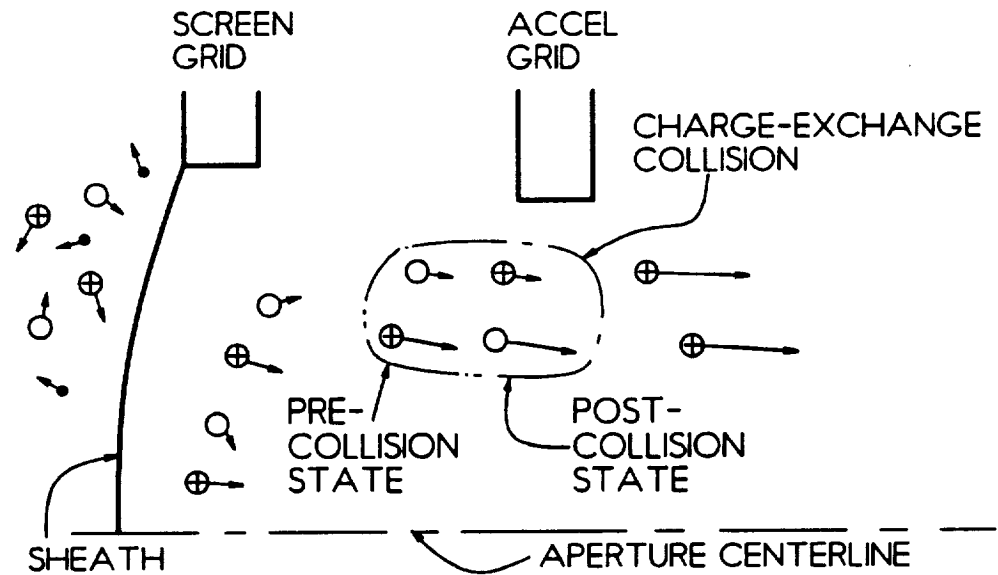 SCREEN
GRID
ACCEL
GRID
CHARGE-EXCHANGE
COLLISION
PRE-
COLLISION
STATE
POST-
COLLISION
STATE
SHEATH
APERTURE CENTERLINE